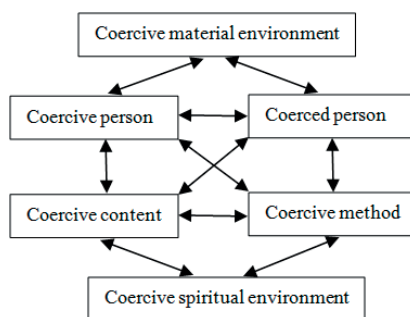 Coercive material environment
Coercive person
Coerced person
Coercive content
Coercive method
Coercive spiritual environment